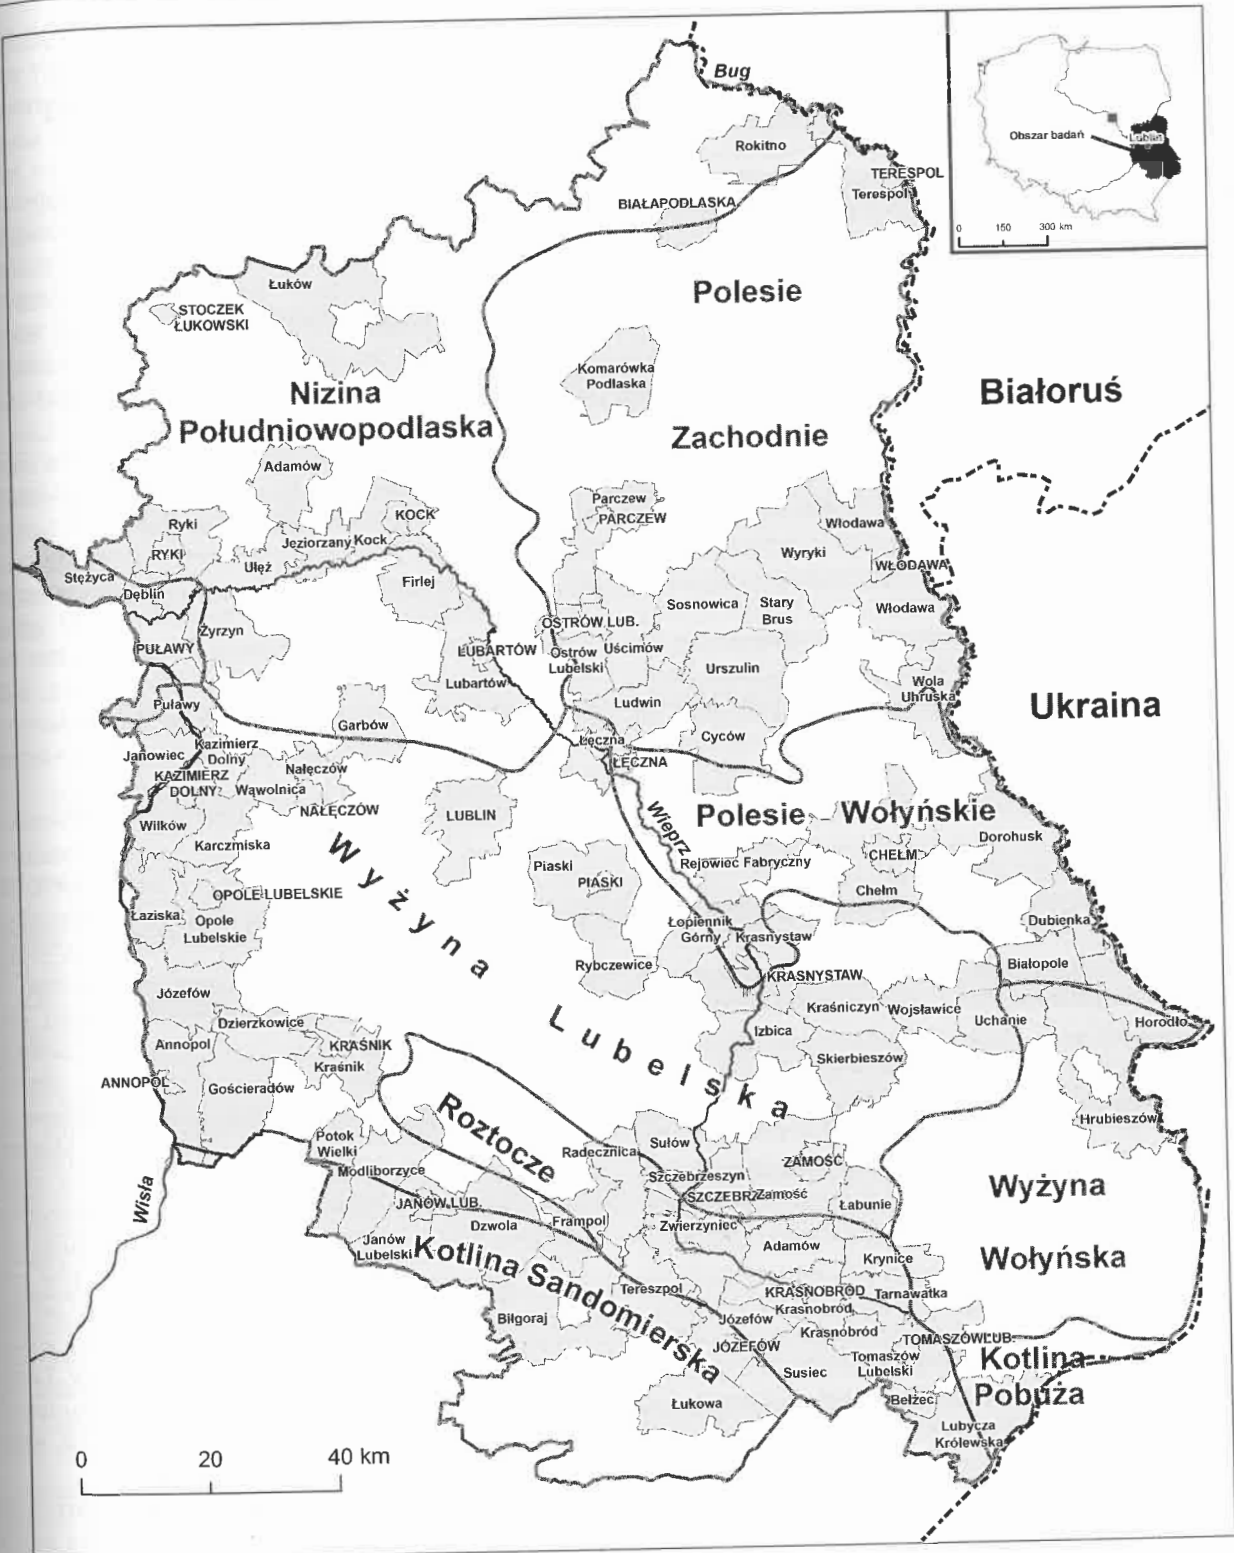 Bug
Obszar badań
Lublin
0 150 300 km
Rokitno
TERESPOL
Terespol
BIAŁAPODLASKA
Polesie
Łuków
STOCZEK
ŁUKOWSKI
Komarówka
Podlaska
Nizina
Południowopodlaska
Białoruś
Zachodnie
Adamów
Parczew
PARCZEW
KOCK
Ryki
RYKI
Jeziorzany
Kock
Ułęż
Włodawa
Wyryki
WŁODAWA
Stężyca
Dęblin
Firlej
Sosnowica
Stary
Brus
Włodawa
Żyrzyn
PUŁAWY
OSTRÓW LUB.
LUBARTÓW
Ostrów
Lubelski
Uścimów
Urszulin
Lubartów
Wola
Uhruska
Puławy
Ludwin
Ukraina
Garbów
Łęczna
Cyców
Janowiec
Kazimierz
Dolny
ŁĘCZNA
KAZIMIERZ
DOLNY
Nałęczów
Wąwolnica
NAŁĘCZÓW
LUBLIN
Wieprz
Polesie Wołyńskie
Wilków
Karczmiska
Dorohusk
Wyżyna
Piaski
PIASKI
Rejowiec Fabryczny
CHEŁM
Chełm
OPOLE LUBELSKIE
Łaziska
Opole
Lubelskie
Łopiennik
Górny
Krasnystaw
Dubienka
Rybczewice
KRASNYSTAW
Białopole
Józefów
Lubelska
Kraśniczyn
Wojsławice
Uchanie
Horodło
Dzierzkowice
Annopol
KRAŚNIK
Kraśnik
Izbica
Skierbieszów
ANNOPOL
Gościeradów
Hrubieszów
Roztocze
Potok
Wielki
Sułów
Radecznica
ZAMOŚĆ
Modliborzyce
Szczebrzeszyn
SZCZEBRZ
Zamość
Wisła
JANÓW LUB.
Dzwola
Frampol
Zwierzyniec
Łabunie
Wyżyna
Wołyńska
Janów
Lubelski
Kotlina Sandomierska
Adamów
Krynice
Tereszpol
KRASNOBRÓD
Krasnobród
Tarnawatka
Biłgoraj
Józefów
JÓZEFÓW
Krasnobród
TOMASZÓWLUB.
Tomaszów
Lubelski
Susiec
Kotlina
Pobuża
Łukowa
Bełżec
Lubycza
Królewska
0 20 40 km